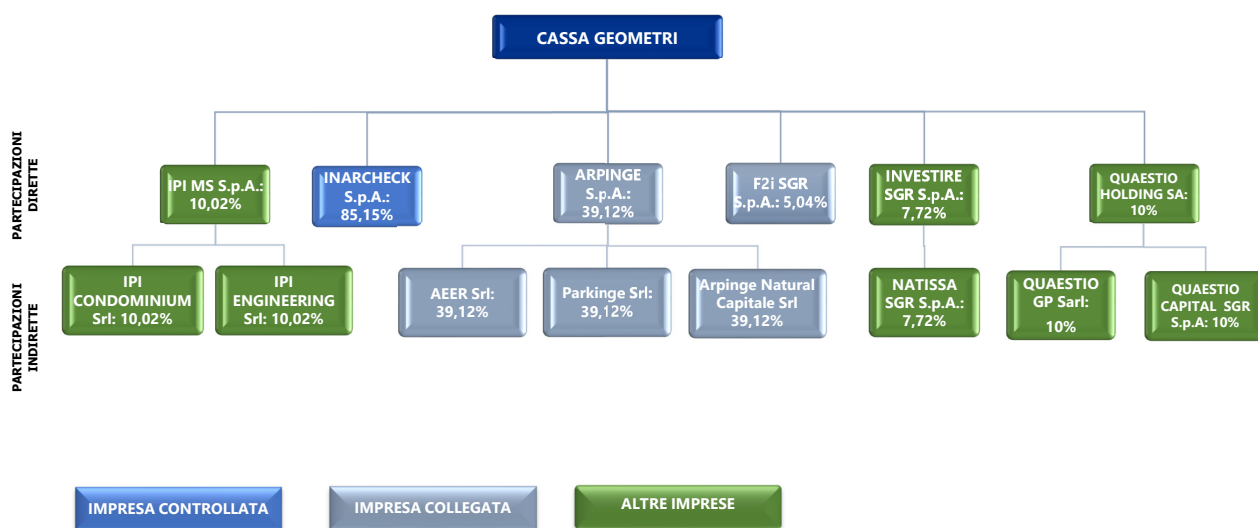 CASSA GEOMETRI
PARTECIPAZIONI
DIRETTE
IPI MS S.p.A.:
10,02%
INARCHECK
S.p.A.:
85,15%
ARPINGE
S.p.A.:
39,12%
F2i SGR
S.p.A.: 5,04%
INVESTIRE
SGR S.p.A.:
7,72%
QUAESTIO
HOLDING SA:
10%
PARTECIPAZIONI
INDIRETTE
IPI
CONDOMINIUM
Srl: 10,02%
IPI
ENGINEERING
Srl: 10,02%
AEER Srl:
39,12%
Parkinge Srl:
39,12%
Arpinge Natural
Capitale Srl
39,12%
NATISSA
SGR S.p.A.:
7,72%
QUAESTIO
GP Sarl:
10%
QUAESTIO
CAPITAL SGR
S.p.A: 10%
IMPRESA CONTROLLATA
IMPRESA COLLEGATA
ALTRE IMPRESE